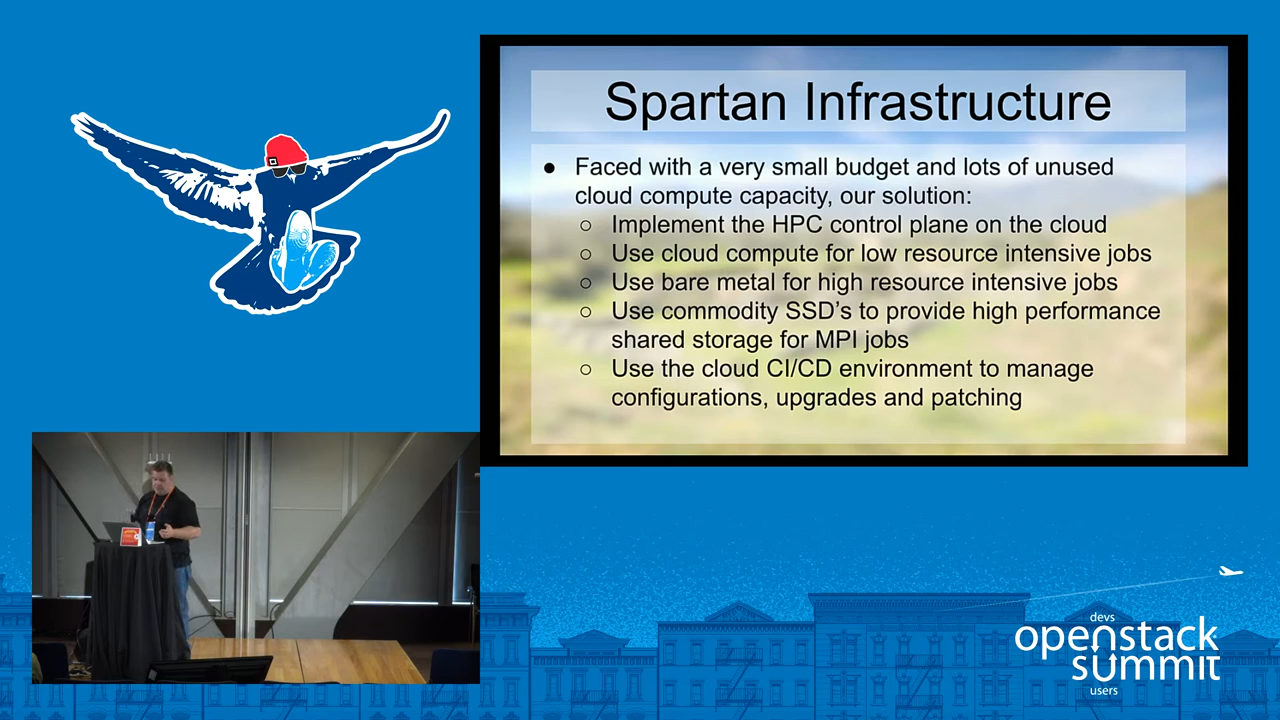 Spartan Infrastructure
● Faced with a very small budget and lots of unused
cloud compute capacity, our solution:
○ Implement the HPC control plane on the cloud
○ Use cloud compute for low resource intensive jobs
○ Use bare metal for high resource intensive jobs
○ Use commodity SSD's to provide high performance
shared storage for MPI jobs
○ Use the cloud CI/CD environment to manage
configurations, upgrades and patching
devs
openstack
summit
users